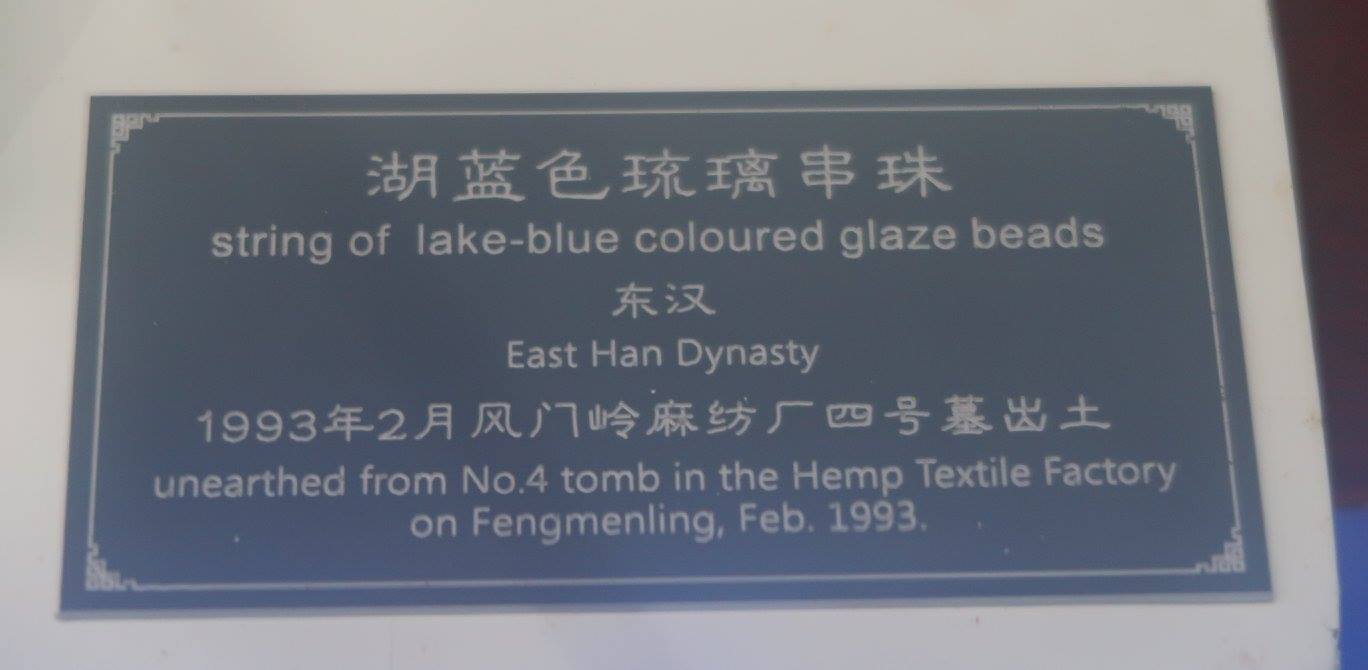 湖蓝色琉璃串珠
string of lake-blue coloured glaze beads
东汉
East Han Dynasty
1993年2月风门岭麻纺厂四号墓出土
unearthed from No.4 tomb in the Hemp Textile Factory
on Fengmenling, Feb. 1993.